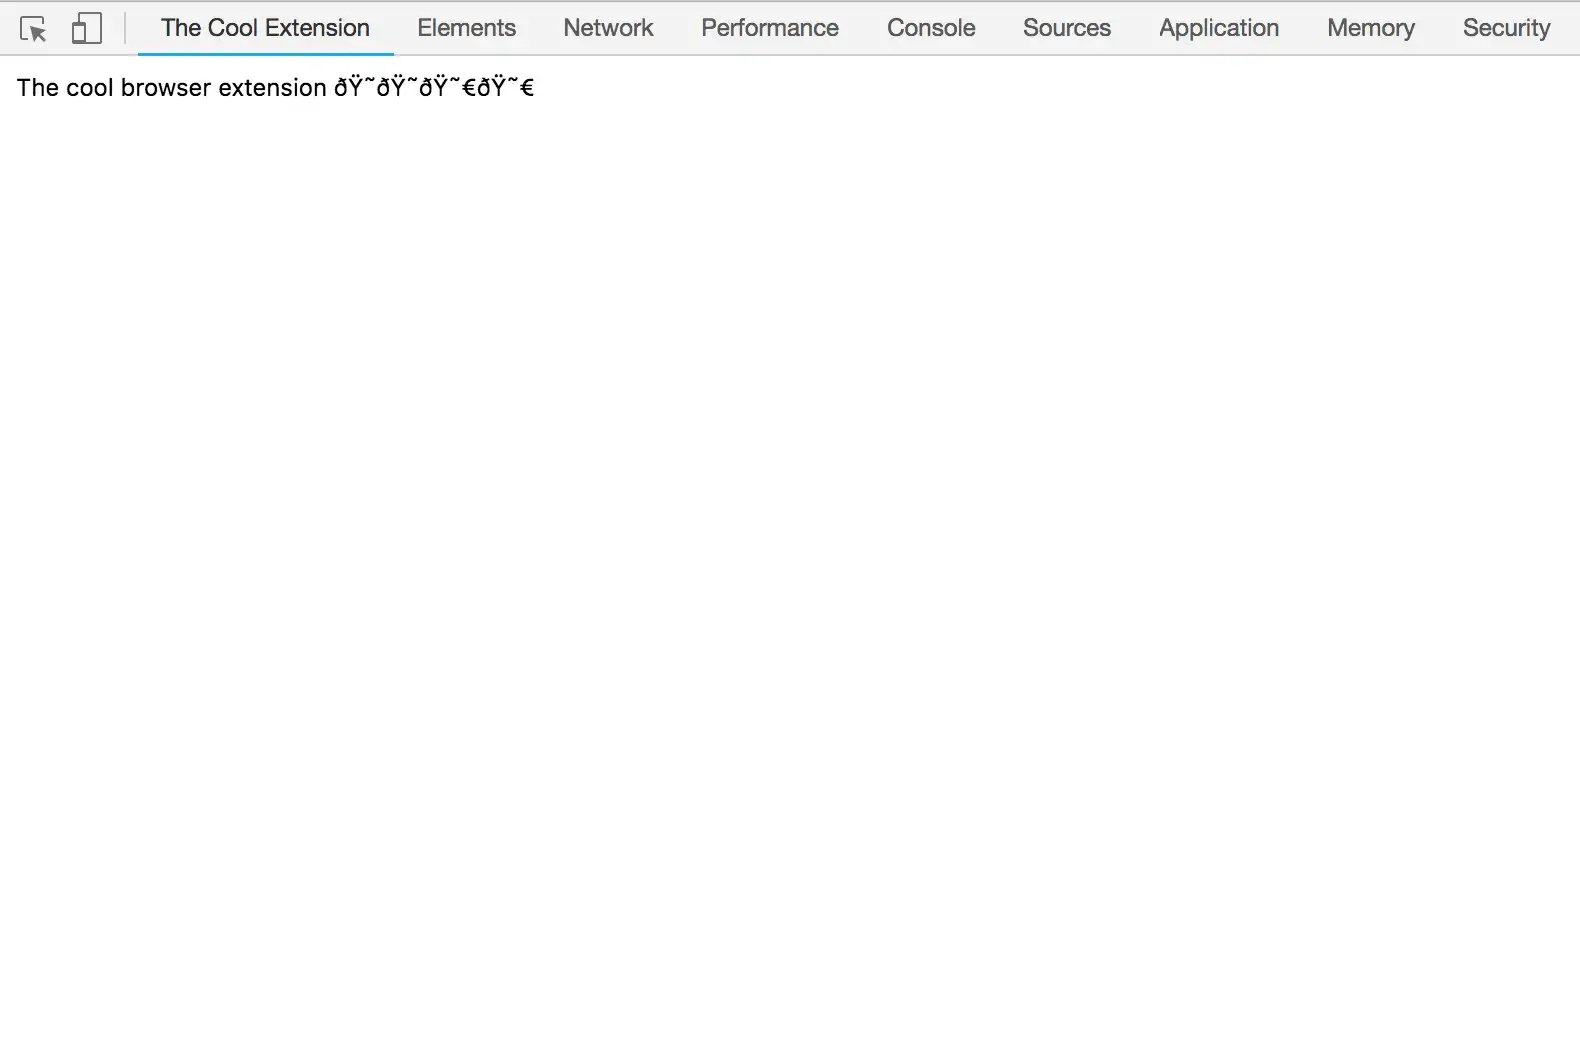 The Cool Extension Elements Network Performance Console Sources Application Memory Security
The cool browser extension ðŸ˜ðŸ˜ðŸ˜€ðŸ˜€